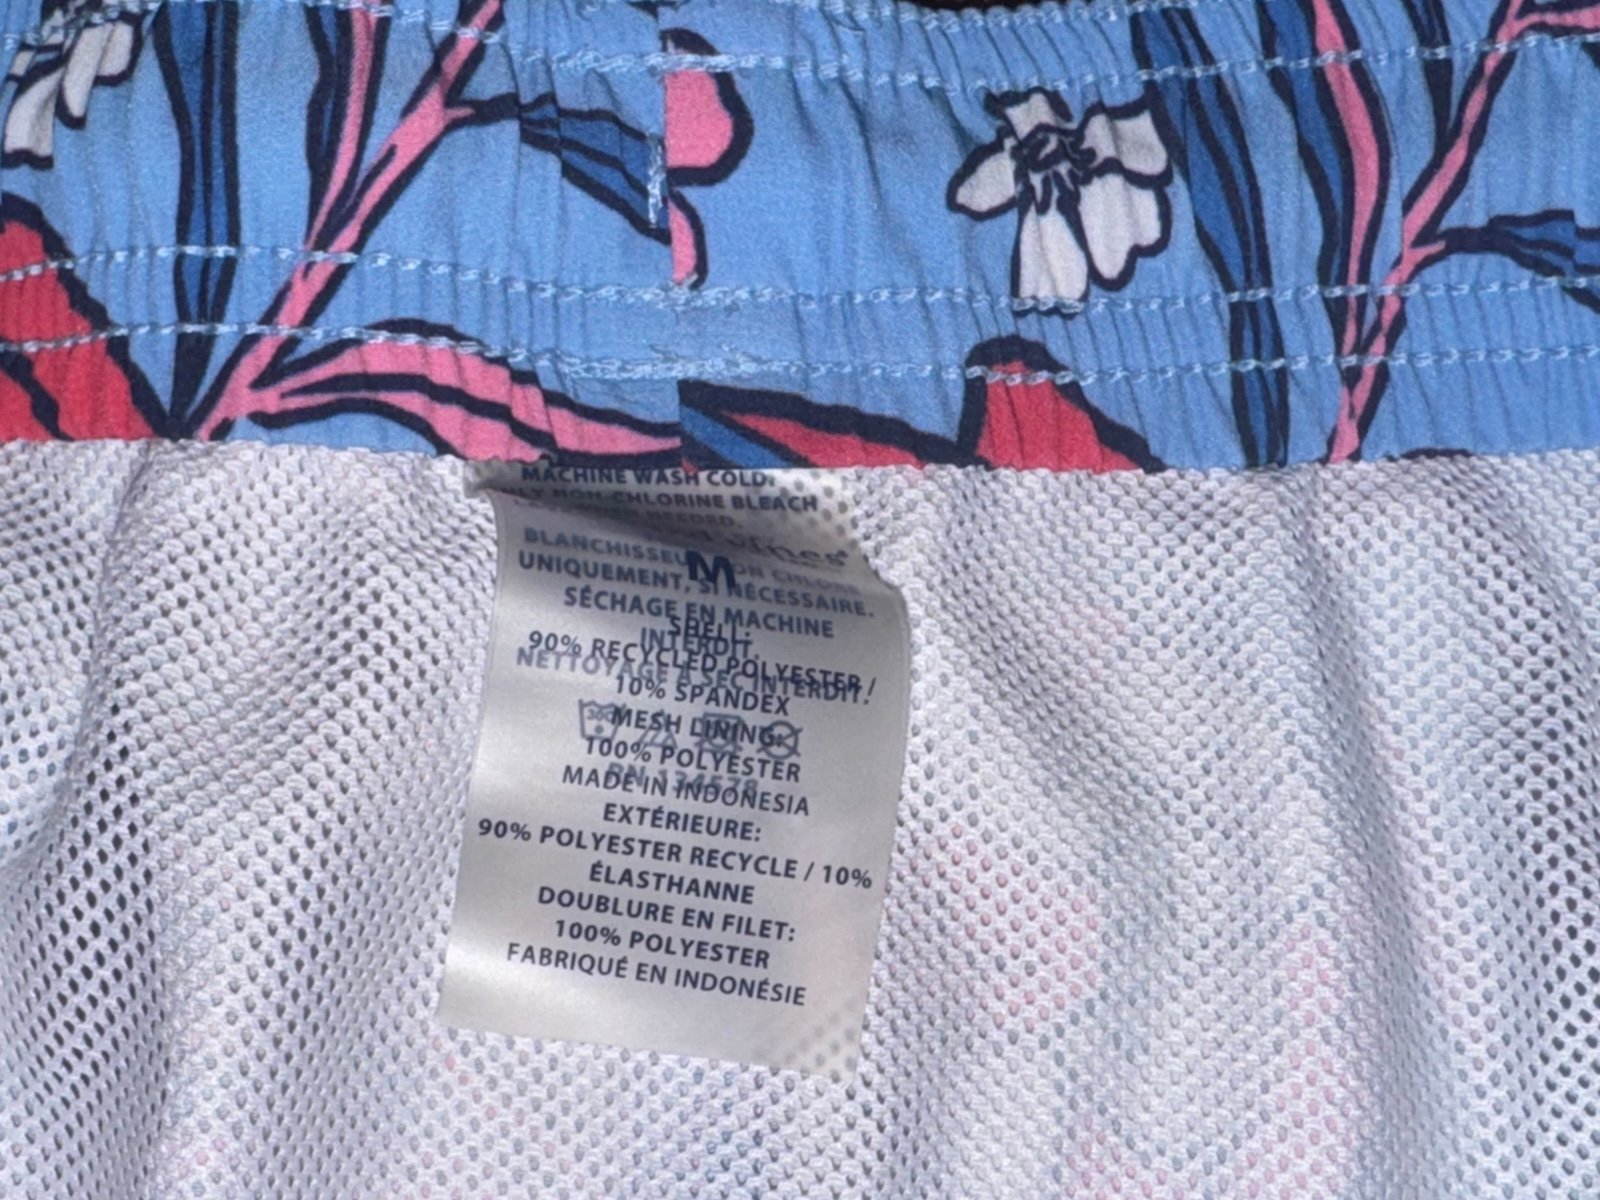 MACHINE WASH COLD.
NON-CHLORINE BLEACH
NEEDED.
M
UNIQUEMENT, SI NÉCESSAIRE.
SÉCHAGE EN MACHINE
INTERDIT.
NETTOYAGE À SEC INTERDIT.
SHELL:
90% RECYCLED POLYESTER /
10% SPANDEX
MESH LINING:
100% POLYESTER
MADE IN INDONESIA
EXTÉRIEURE:
90% POLYESTER RECYCLE / 10%
ÉLASTHANNE
DOUBLURE EN FILET:
100% POLYESTER
FABRIQUÉ EN INDONÉSIE